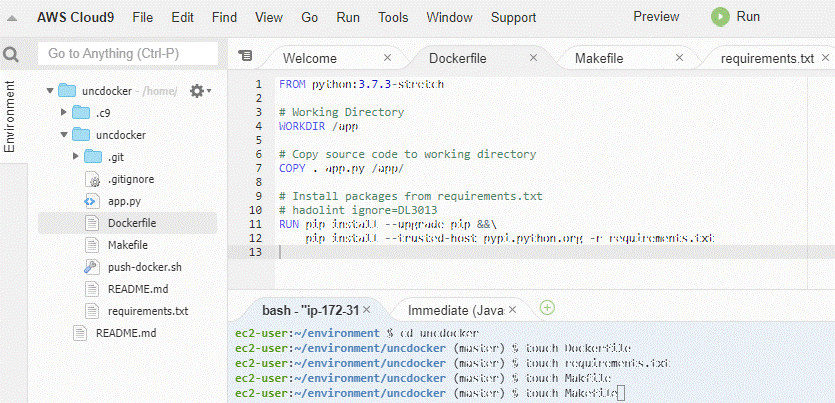 AWS Cloud9 File Edit Find View Go Run Tools Window Support Preview Run
Go to Anything (Ctrl-P)
Environment
uncdocker - /home/
.c9
uncdocker
.git
.gitignore
app.py
Dockerfile
Makefile
push-docker.sh
README.md
requirements.txt
README.md
Welcome Dockerfile Makefile requirements.txt
1 FROM python:3.7.3-stretch
2
3 # Working Directory
4 WORKDIR /app
5
6 # Copy source code to working directory
7 COPY . app.py /app/
8
9 # Install packages from requirements.txt
10 # hadolint ignore=DL3013
11 RUN pip install --upgrade pip &&\
12 pip install --trusted-host pypi.python.org -r requirements.txt
13
bash - "ip-172-31 Immediate (Java
ec2-user:~/environment $ cd uncdocker
ec2-user:~/environment/uncdocker (master) $ touch Dockerfile
ec2-user:~/environment/uncdocker (master) $ touch requirements.txt
ec2-user:~/environment/uncdocker (master) $ touch Makfile
ec2-user:~/environment/uncdocker (master) $ touch Makefile